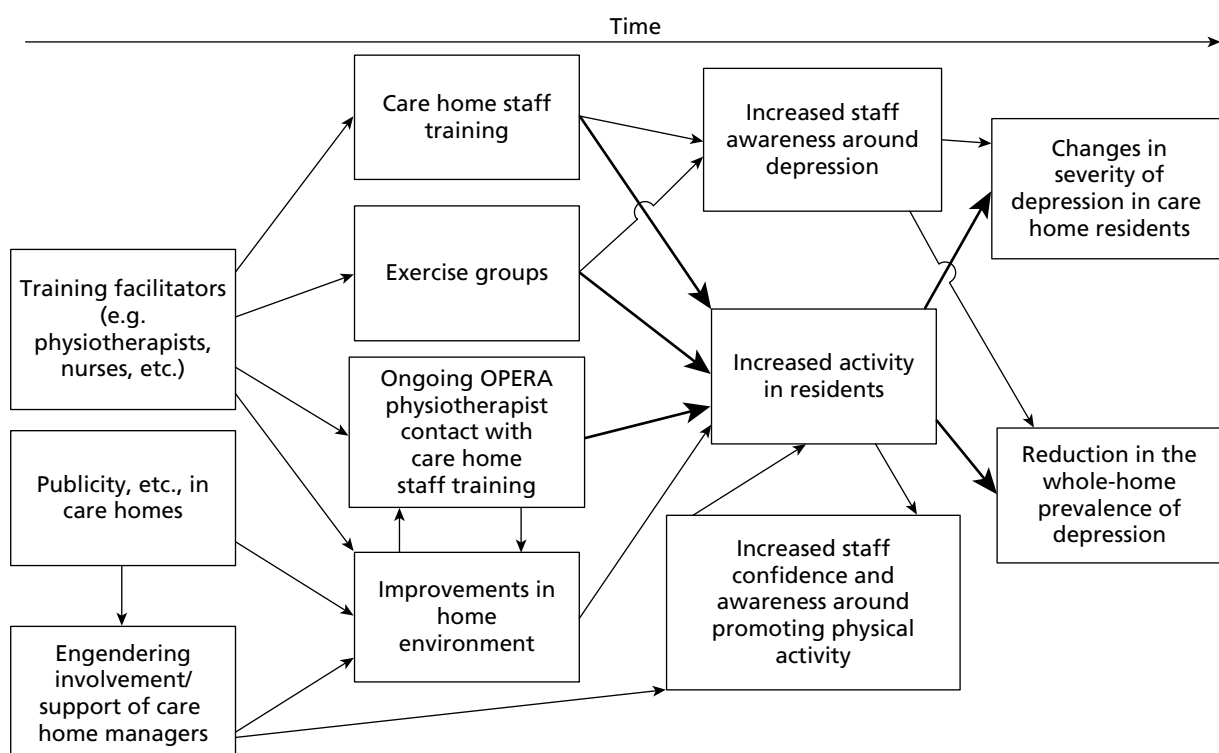 Time
Care home staff
training
Increased staff
awareness around
depression
Changes in
severity of
depression in care
home residents
Training facilitators
(e.g.
physiotherapists,
nurses, etc.)
Exercise groups
Increased activity
in residents
Ongoing OPERA
physiotherapist
contact with
care home
staff training
Publicity, etc., in
care homes
Reduction in the
whole-home
prevalence of
depression
Improvements in
home
environment
Increased staff
confidence and
awareness around
promoting physical
activity
Engendering
involvement/
support of care
home managers